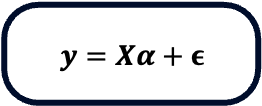 y = Xα + ϵ